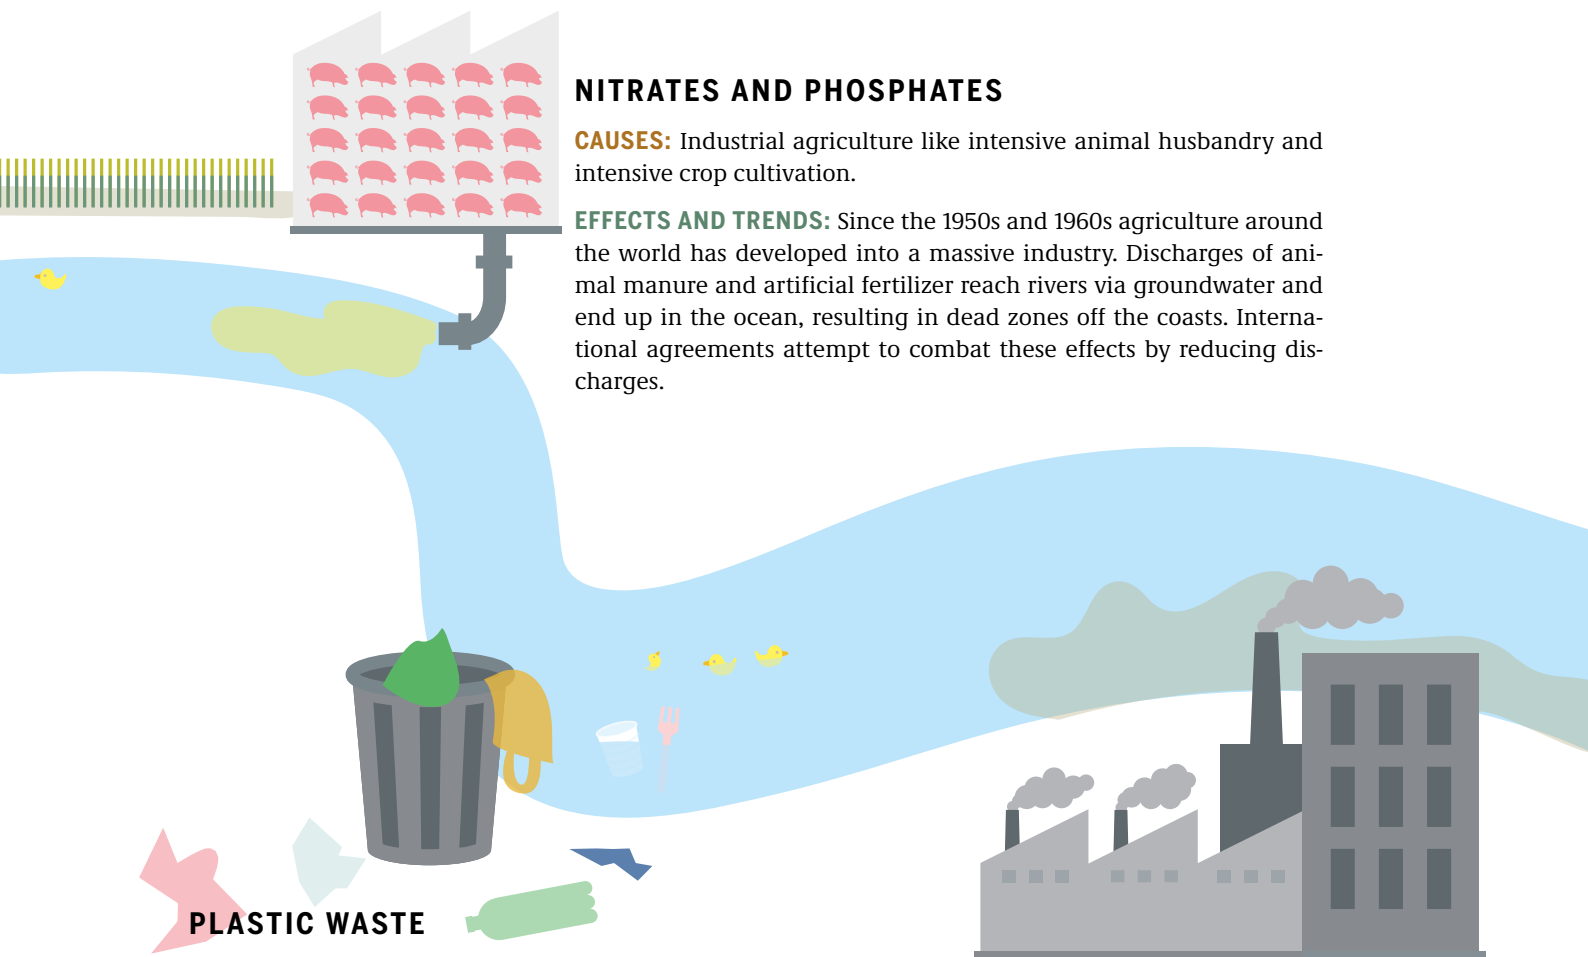 NITRATES AND PHOSPHATES
CAUSES: Industrial agriculture like intensive animal husbandry and
intensive crop cultivation.
EFFECTS AND TRENDS: Since the 1950s and 1960s agriculture around
the world has developed into a massive industry. Discharges of ani-
mal manure and artificial fertilizer reach rivers via groundwater and
end up in the ocean, resulting in dead zones off the coasts. Interna-
tional agreements attempt to combat these effects by reducing dis-
charges.
PLASTIC WASTE